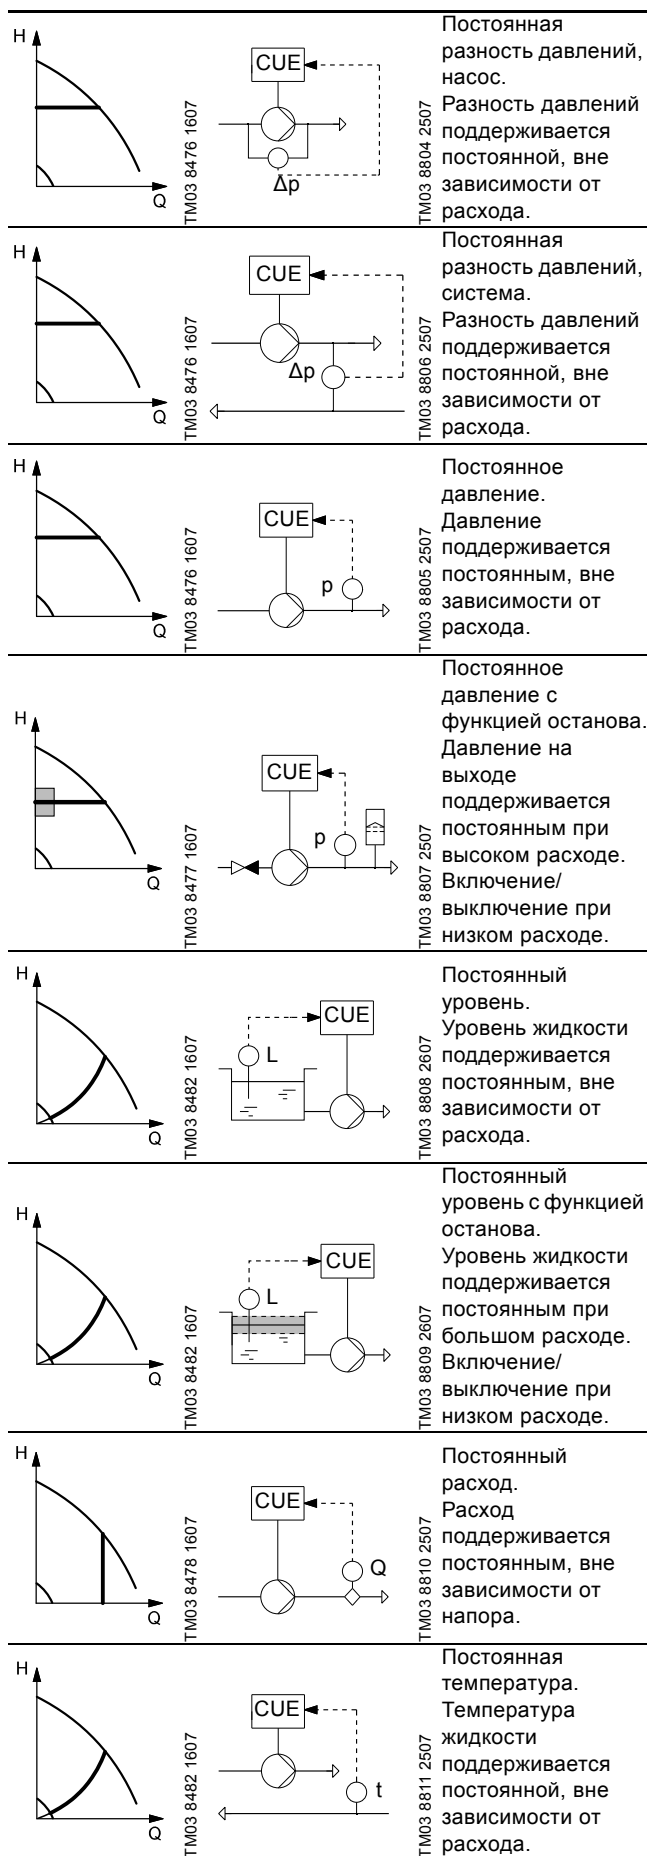 H
Q
TM03 8476 1607
CUE
Δp
TM03 8804 2507
Постоянная
разность давлений,
насос.
Разность давлений
поддерживается
постоянной, вне
зависимости от
расхода.
H
Q
TM03 8476 1607
CUE
Δp
TM03 8806 2507
Постоянная
разность давлений,
система.
Разность давлений
поддерживается
постоянной, вне
зависимости от
расхода.
H
Q
TM03 8476 1607
CUE
p
TM03 8805 2507
Постоянное
давление.
Давление
поддерживается
постоянным, вне
зависимости от
расхода.
H
Q
TM03 8477 1607
CUE
p
TM03 8807 2507
Постоянное
давление с
функцией останова.
Давление на
выходе
поддерживается
постоянным при
высоком расходе.
Включение/
выключение при
низком расходе.
H
Q
TM03 8482 1607
CUE
L
TM03 8808 2607
Постоянный
уровень.
Уровень жидкости
поддерживается
постоянным, вне
зависимости от
расхода.
H
Q
TM03 8482 1607
CUE
L
TM03 8809 2607
Постоянный
уровень с функцией
останова.
Уровень жидкости
поддерживается
постоянным при
большом расходе.
Включение/
выключение при
низком расходе.
H
Q
TM03 8478 1607
CUE
Q
TM03 8810 2507
Постоянный
расход.
Расход
поддерживается
постоянным, вне
зависимости от
напора.
H
Q
TM03 8482 1607
CUE
t
TM03 8811 2507
Постоянная
температура.
Температура
жидкости
поддерживается
постоянной, вне
зависимости от
расхода.